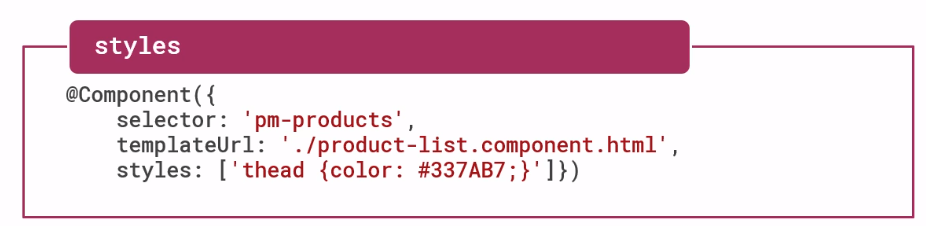 styles
@Component({
    selector: 'pm-products',
    templateUrl: './product-list.component.html',
    styles: ['thead {color: #337AB7;}']})